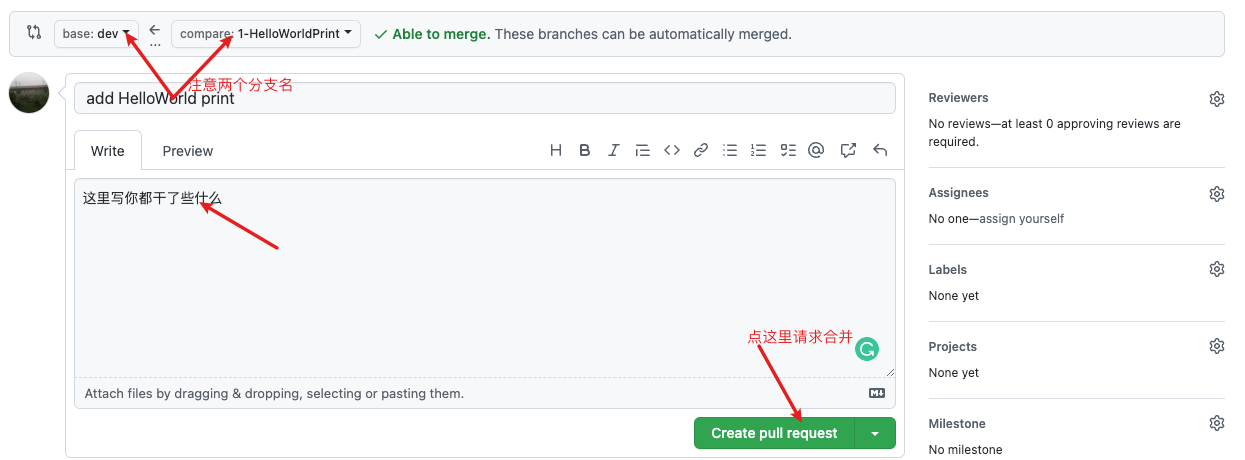 base: dev
compare: 1-HelloWorldPrint
Able to merge. These branches can be automatically merged.
注意两个分支名
add HelloWorld print
Write
Preview
这里写你都干了些什么
点这里请求合并
Attach files by dragging & dropping, selecting or pasting them.
Create pull request
Reviewers
No reviews—at least 0 approving reviews are
required.
Assignees
No one—assign yourself
Labels
None yet
Projects
None yet
Milestone
No milestone